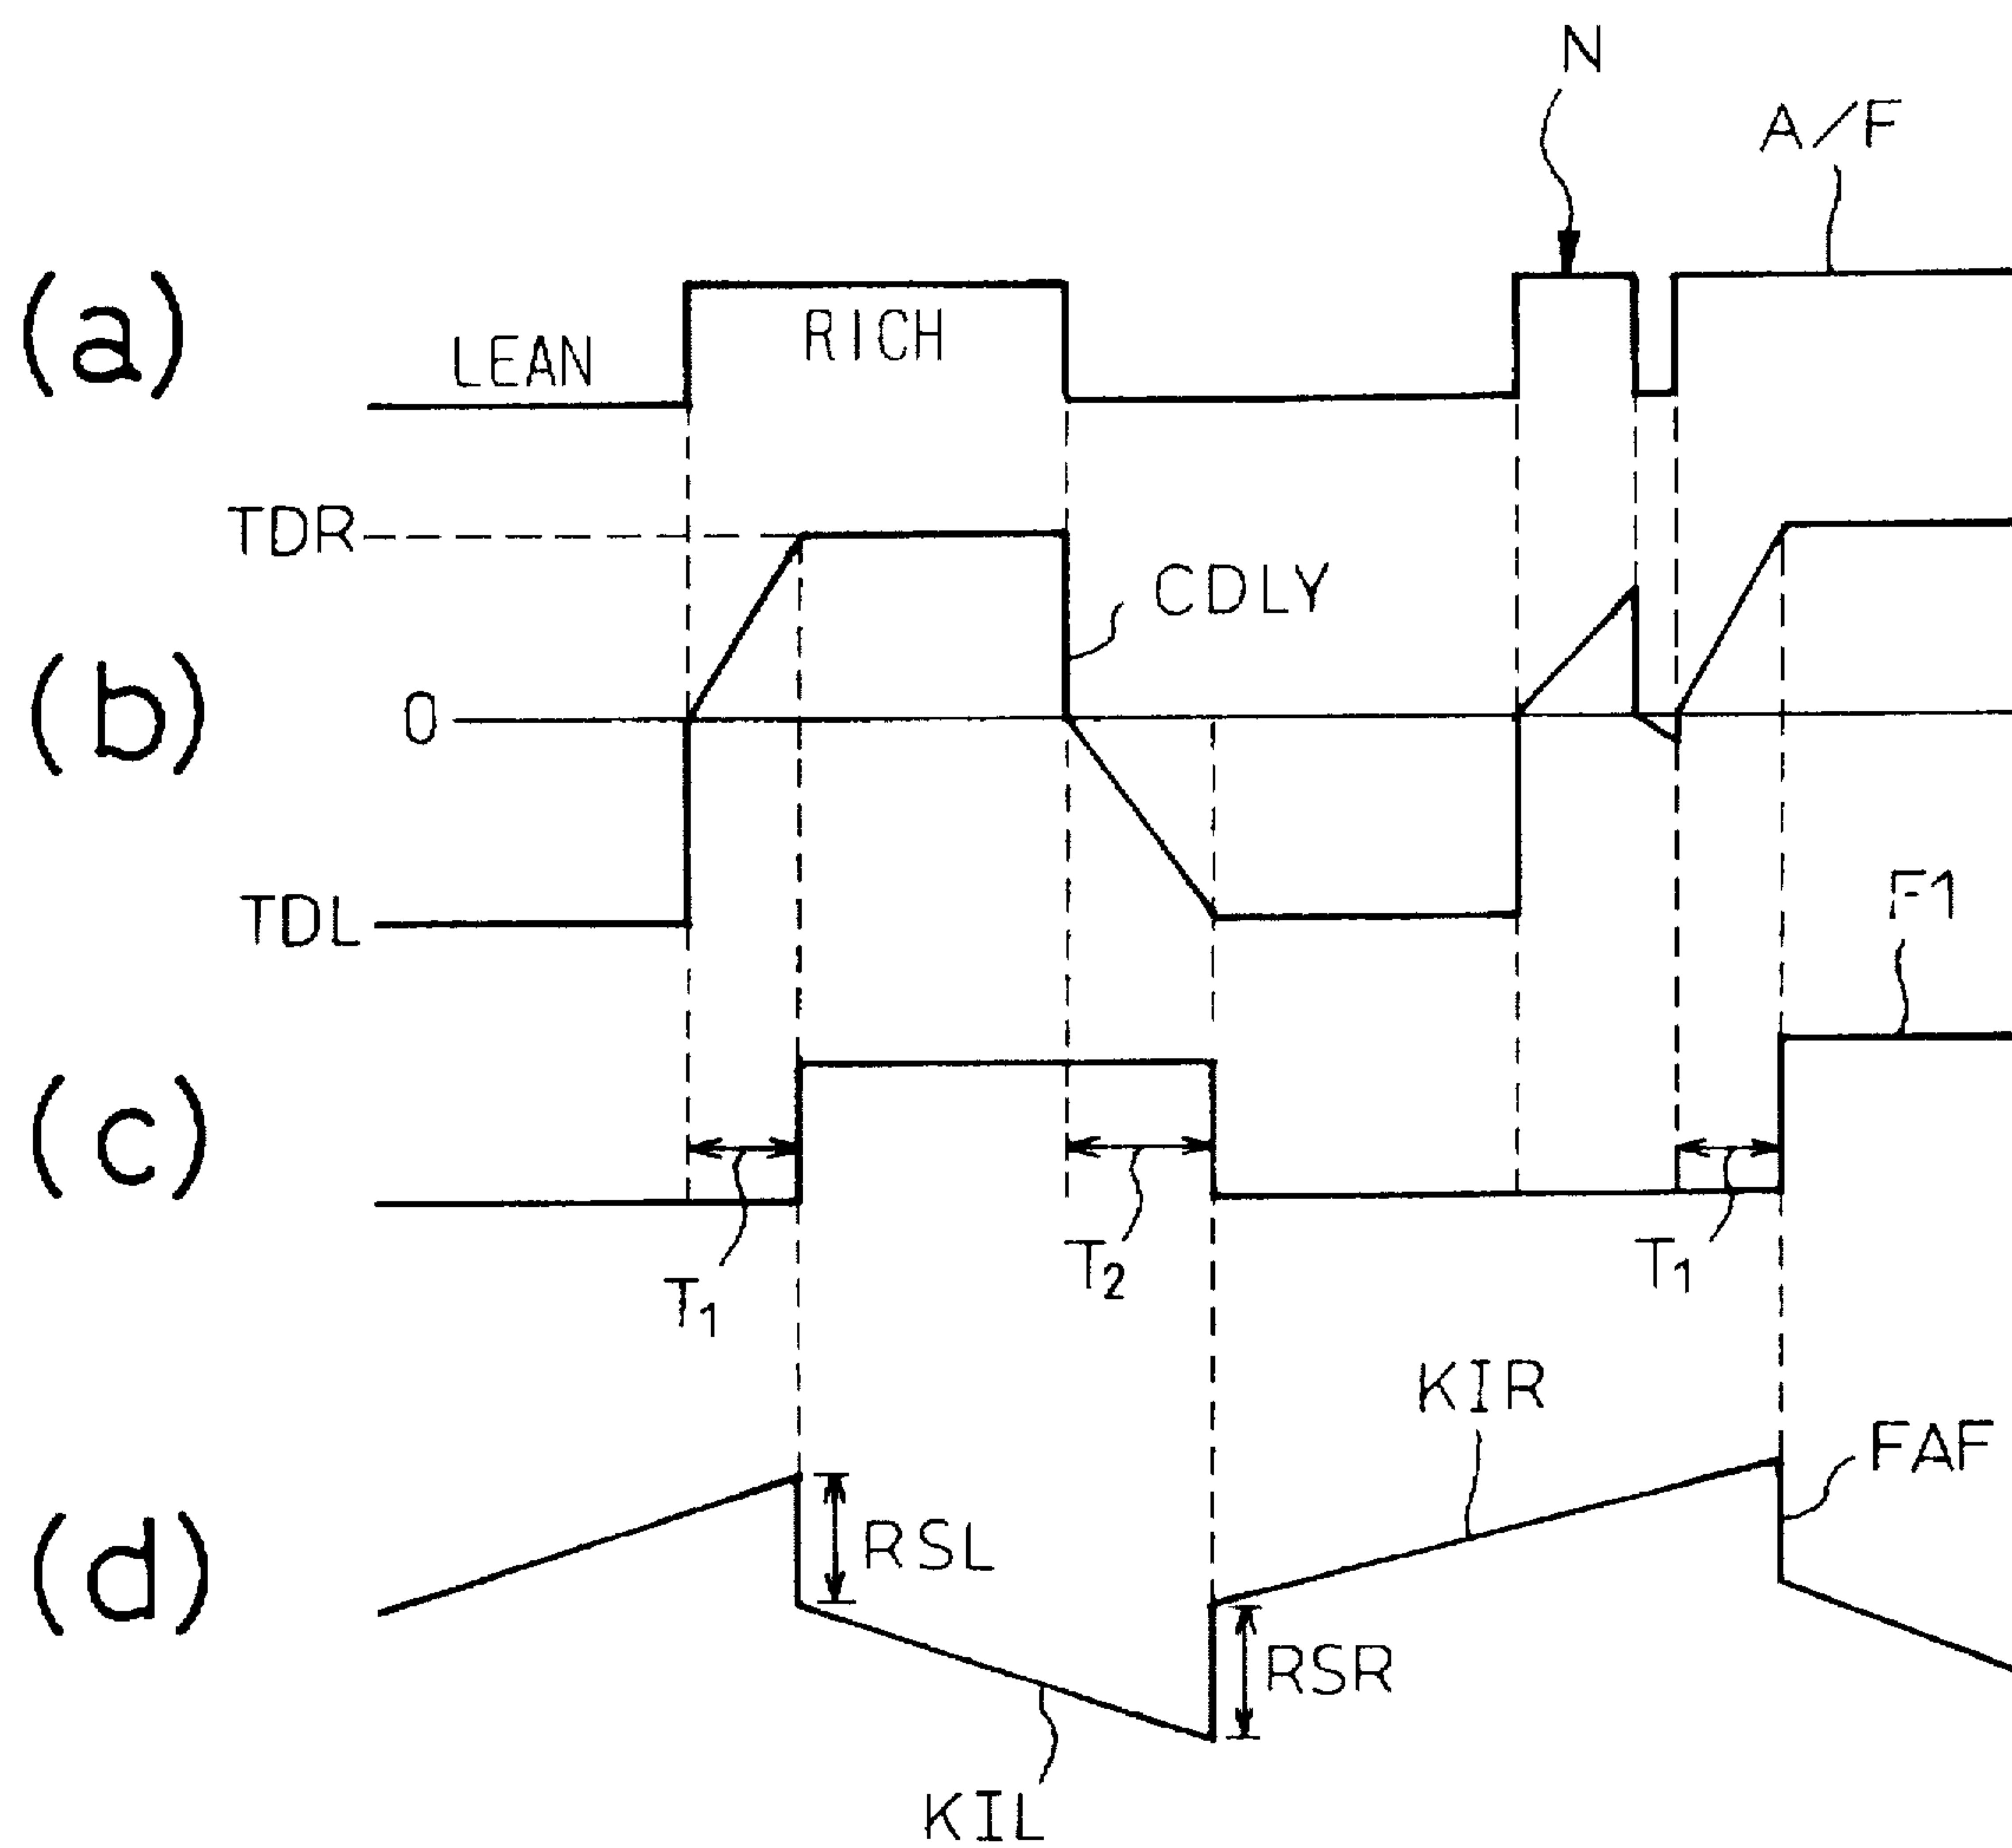 N
A/F
(a)
LEAN
RICH
TDR
CDLY
(b)
0
TDL
F1
(c)
T1
T2
T1
KIR
FAF
(d)
RSL
RSR
KIL